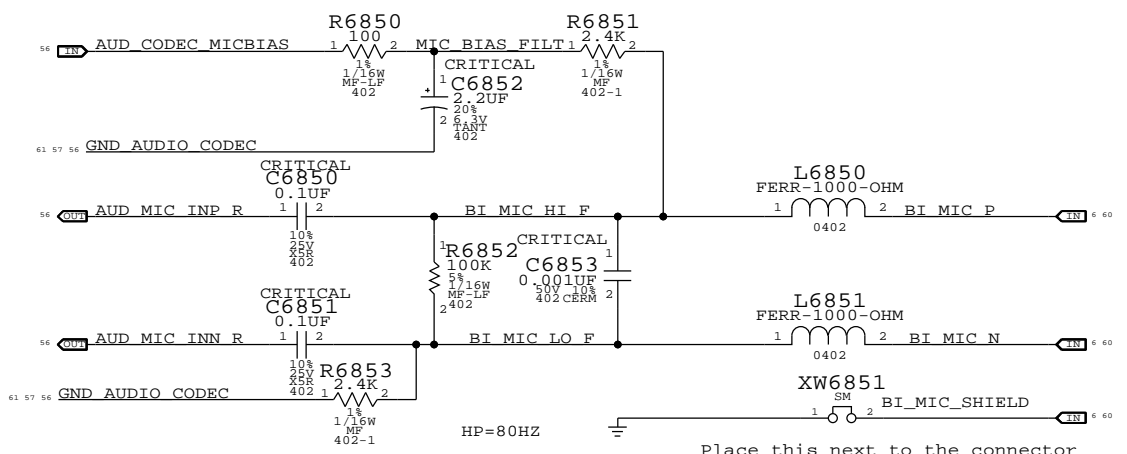 R6850
100
R6851
2.4K
56 IN AUD_CODEC_MICBIAS 1 2 MIC_BIAS_FILT 1 2
1%
1/16W
MF-LF
402
1%
1/16W
MF
402-1
CRITICAL
1 C6852
+ 2.2UF
20%
2 6.3V
TANT
402
61 57 56 GND_AUDIO_CODEC
CRITICAL
C6850
0.1UF
56 OUT AUD_MIC_INP_R 1 2 BI_MIC_HI_F
10%
25V
X5R
402
L6850
FERR-1000-OHM
1 2 BI_MIC_P IN 6 60
0402
1 R6852
100K
5%
1/16W
MF-LF
402
2
CRITICAL
1
C6853
0.001UF
50V 10%
402 CERM
2
CRITICAL
C6851
0.1UF
56 OUT AUD_MIC_INN_R 1 2 BI_MIC_LO_F
10%
25V
X5R
402
L6851
FERR-1000-OHM
1 2 BI_MIC_N IN 6 60
0402
R6853
2.4K
61 57 56 GND_AUDIO_CODEC 1 2
1%
1/16W
MF
402-1
HP=80HZ
XW6851
SM
1 2 BI_MIC_SHIELD IN 6 60
Place this next to the connector